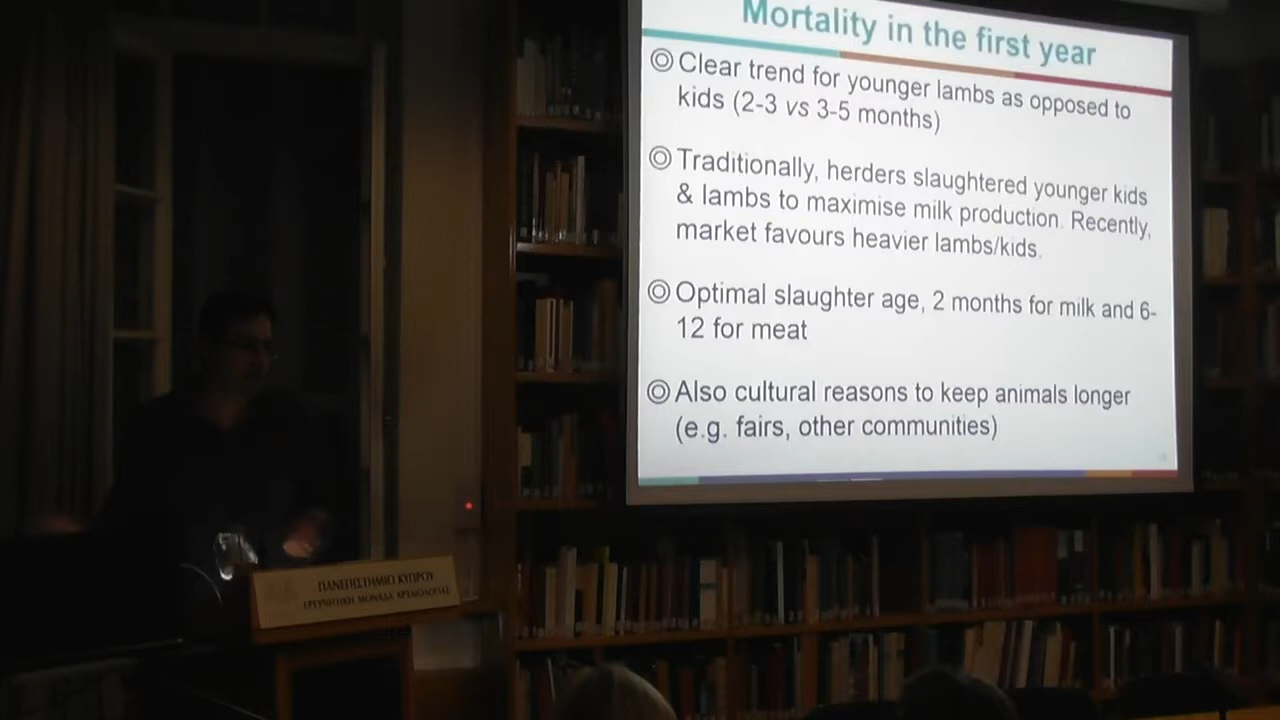 Mortality in the first year
Clear trend for younger lambs as opposed to
kids (2-3 vs 3-5 months)
Traditionally, herders slaughtered younger kids
& lambs to maximise milk production. Recently,
market favours heavier lambs/kids.
Optimal slaughter age, 2 months for milk and 6-
12 for meat
Also cultural reasons to keep animals longer
(e.g. fairs, other communities)
ΠΑΝΕΠΙΣΤΗΜΙΟ ΚΥΠΡΟΥ
ΕΡΕΥΝΗΤΙΚΗ ΜΟΝΑΔΑ ΑΡΧΑΙΟΛΟΓΙΑΣ